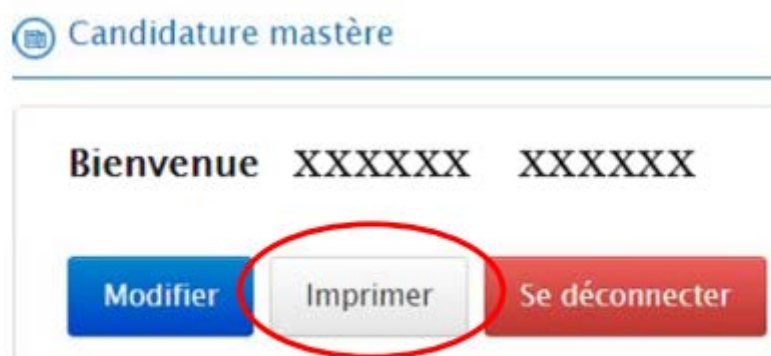 Candidature mastère
Bienvenue XXXXXX XXXXXX
Modifier Imprimer Se déconnecter